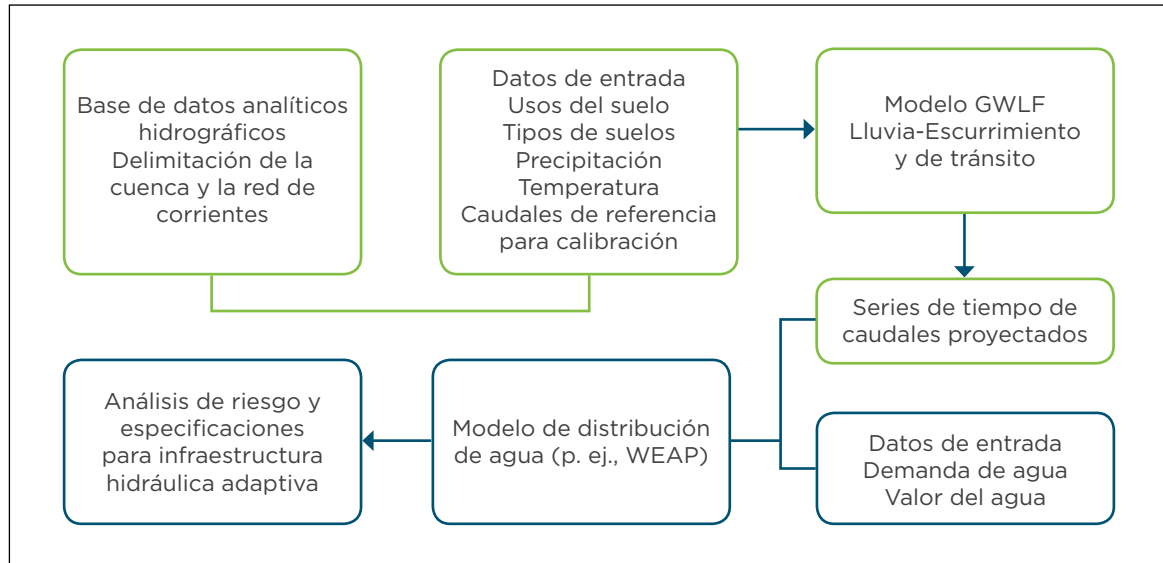 Base de datos analíticos
hidrográficos
Delimitación de la
cuenca y la red de
corrientes
Datos de entrada
Usos del suelo
Tipos de suelos
Precipitación
Temperatura
Caudales de referencia
para calibración
Modelo GWLF
Lluvia-Escurrimiento
y de tránsito
Series de tiempo de
caudales proyectados
Análisis de riesgo y
especificaciones
para infraestructura
hidráulica adaptiva
Modelo de distribución
de agua (p. ej., WEAP)
Datos de entrada
Demanda de agua
Valor del agua